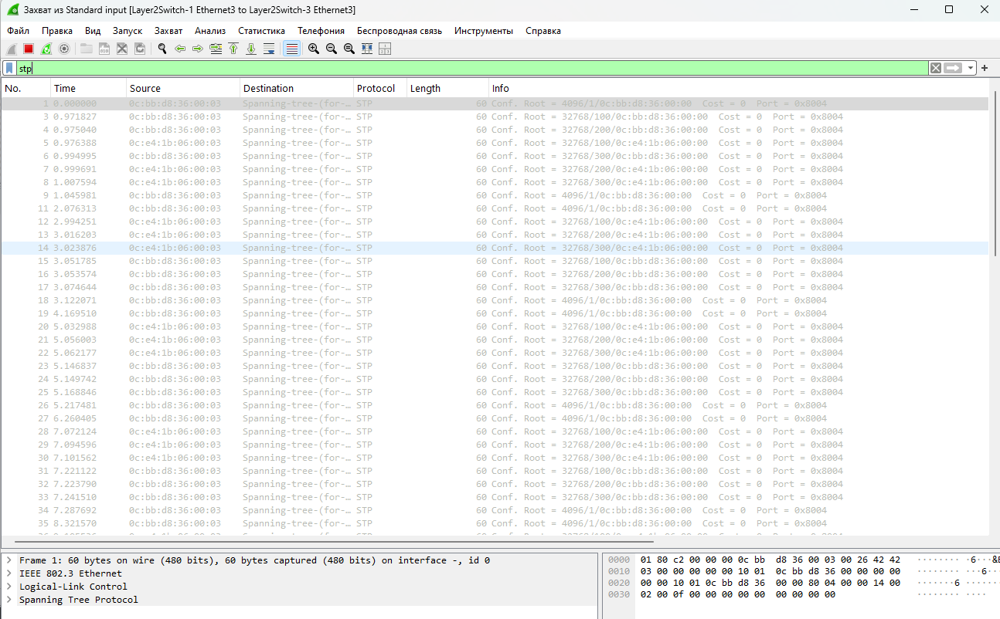 Захват из Standard input [Layer2Switch-1 Ethernet3 to Layer2Switch-3 Ethernet3]
Файл Правка Вид Запуск Захват Анализ Статистика Телефония Беспроводная связь Инструменты Справка
stp
No. Time Source Destination Protocol Length Info
1 0.000000 0c:bb:d8:36:00:03 Spanning-tree-(for-… STP 60 Conf. Root = 4096/1/0c:bb:d8:36:00:00 Cost = 0 Port = 0x8004
3 0.971827 0c:bb:d8:36:00:03 Spanning-tree-(for-… STP 60 Conf. Root = 32768/100/0c:bb:d8:36:00:00 Cost = 0 Port = 0x8004
4 0.975040 0c:bb:d8:36:00:03 Spanning-tree-(for-… STP 60 Conf. Root = 32768/200/0c:bb:d8:36:00:00 Cost = 0 Port = 0x8004
5 0.976388 0c:e4:1b:06:00:03 Spanning-tree-(for-… STP 60 Conf. Root = 32768/100/0c:e4:1b:06:00:00 Cost = 0 Port = 0x8004
6 0.994995 0c:bb:d8:36:00:03 Spanning-tree-(for-… STP 60 Conf. Root = 32768/300/0c:bb:d8:36:00:00 Cost = 0 Port = 0x8004
7 0.999691 0c:e4:1b:06:00:03 Spanning-tree-(for-… STP 60 Conf. Root = 32768/200/0c:e4:1b:06:00:00 Cost = 0 Port = 0x8004
8 1.007594 0c:e4:1b:06:00:03 Spanning-tree-(for-… STP 60 Conf. Root = 32768/300/0c:e4:1b:06:00:00 Cost = 0 Port = 0x8004
9 1.045981 0c:bb:d8:36:00:03 Spanning-tree-(for-… STP 60 Conf. Root = 4096/1/0c:bb:d8:36:00:00 Cost = 0 Port = 0x8004
11 2.076313 0c:bb:d8:36:00:03 Spanning-tree-(for-… STP 60 Conf. Root = 4096/1/0c:bb:d8:36:00:00 Cost = 0 Port = 0x8004
12 2.994251 0c:e4:1b:06:00:03 Spanning-tree-(for-… STP 60 Conf. Root = 32768/100/0c:e4:1b:06:00:00 Cost = 0 Port = 0x8004
13 3.016203 0c:e4:1b:06:00:03 Spanning-tree-(for-… STP 60 Conf. Root = 32768/200/0c:e4:1b:06:00:00 Cost = 0 Port = 0x8004
14 3.023876 0c:e4:1b:06:00:03 Spanning-tree-(for-… STP 60 Conf. Root = 32768/300/0c:e4:1b:06:00:00 Cost = 0 Port = 0x8004
15 3.051785 0c:bb:d8:36:00:03 Spanning-tree-(for-… STP 60 Conf. Root = 32768/100/0c:bb:d8:36:00:00 Cost = 0 Port = 0x8004
16 3.053574 0c:bb:d8:36:00:03 Spanning-tree-(for-… STP 60 Conf. Root = 32768/200/0c:bb:d8:36:00:00 Cost = 0 Port = 0x8004
17 3.074644 0c:bb:d8:36:00:03 Spanning-tree-(for-… STP 60 Conf. Root = 32768/300/0c:bb:d8:36:00:00 Cost = 0 Port = 0x8004
18 3.122071 0c:bb:d8:36:00:03 Spanning-tree-(for-… STP 60 Conf. Root = 4096/1/0c:bb:d8:36:00:00 Cost = 0 Port = 0x8004
19 4.169510 0c:bb:d8:36:00:03 Spanning-tree-(for-… STP 60 Conf. Root = 4096/1/0c:bb:d8:36:00:00 Cost = 0 Port = 0x8004
20 5.032988 0c:e4:1b:06:00:03 Spanning-tree-(for-… STP 60 Conf. Root = 32768/100/0c:e4:1b:06:00:00 Cost = 0 Port = 0x8004
21 5.056003 0c:e4:1b:06:00:03 Spanning-tree-(for-… STP 60 Conf. Root = 32768/200/0c:e4:1b:06:00:00 Cost = 0 Port = 0x8004
22 5.062177 0c:e4:1b:06:00:03 Spanning-tree-(for-… STP 60 Conf. Root = 32768/300/0c:e4:1b:06:00:00 Cost = 0 Port = 0x8004
23 5.146837 0c:bb:d8:36:00:03 Spanning-tree-(for-… STP 60 Conf. Root = 32768/100/0c:bb:d8:36:00:00 Cost = 0 Port = 0x8004
24 5.149742 0c:bb:d8:36:00:03 Spanning-tree-(for-… STP 60 Conf. Root = 32768/200/0c:bb:d8:36:00:00 Cost = 0 Port = 0x8004
25 5.168846 0c:bb:d8:36:00:03 Spanning-tree-(for-… STP 60 Conf. Root = 32768/300/0c:bb:d8:36:00:00 Cost = 0 Port = 0x8004
26 5.217481 0c:bb:d8:36:00:03 Spanning-tree-(for-… STP 60 Conf. Root = 4096/1/0c:bb:d8:36:00:00 Cost = 0 Port = 0x8004
27 6.260405 0c:bb:d8:36:00:03 Spanning-tree-(for-… STP 60 Conf. Root = 4096/1/0c:bb:d8:36:00:00 Cost = 0 Port = 0x8004
28 7.072124 0c:e4:1b:06:00:03 Spanning-tree-(for-… STP 60 Conf. Root = 32768/100/0c:e4:1b:06:00:00 Cost = 0 Port = 0x8004
29 7.094596 0c:e4:1b:06:00:03 Spanning-tree-(for-… STP 60 Conf. Root = 32768/200/0c:e4:1b:06:00:00 Cost = 0 Port = 0x8004
30 7.101562 0c:e4:1b:06:00:03 Spanning-tree-(for-… STP 60 Conf. Root = 32768/300/0c:e4:1b:06:00:00 Cost = 0 Port = 0x8004
31 7.221122 0c:bb:d8:36:00:03 Spanning-tree-(for-… STP 60 Conf. Root = 32768/100/0c:bb:d8:36:00:00 Cost = 0 Port = 0x8004
32 7.223790 0c:bb:d8:36:00:03 Spanning-tree-(for-… STP 60 Conf. Root = 32768/200/0c:bb:d8:36:00:00 Cost = 0 Port = 0x8004
33 7.241510 0c:bb:d8:36:00:03 Spanning-tree-(for-… STP 60 Conf. Root = 32768/300/0c:bb:d8:36:00:00 Cost = 0 Port = 0x8004
34 7.287692 0c:bb:d8:36:00:03 Spanning-tree-(for-… STP 60 Conf. Root = 4096/1/0c:bb:d8:36:00:00 Cost = 0 Port = 0x8004
35 8.321570 0c:bb:d8:36:00:03 Spanning-tree-(for-… STP 60 Conf. Root = 4096/1/0c:bb:d8:36:00:00 Cost = 0 Port = 0x8004
Frame 1: 60 bytes on wire (480 bits), 60 bytes captured (480 bits) on interface -, id 0
IEEE 802.3 Ethernet
Logical-Link Control
Spanning Tree Protocol
0000 01 80 c2 00 00 00 0c bb d8 36 00 03 00 26 42 42 ········ ·6···&B
0010 03 00 00 00 00 00 10 01 0c bb d8 36 00 00 00 00 ········ ···6····
0020 00 00 10 01 0c bb d8 36 00 00 80 04 00 00 14 00 ·······6 ········
0030 02 00 0f 00 00 00 00 00 00 00 00 00 ········ ····